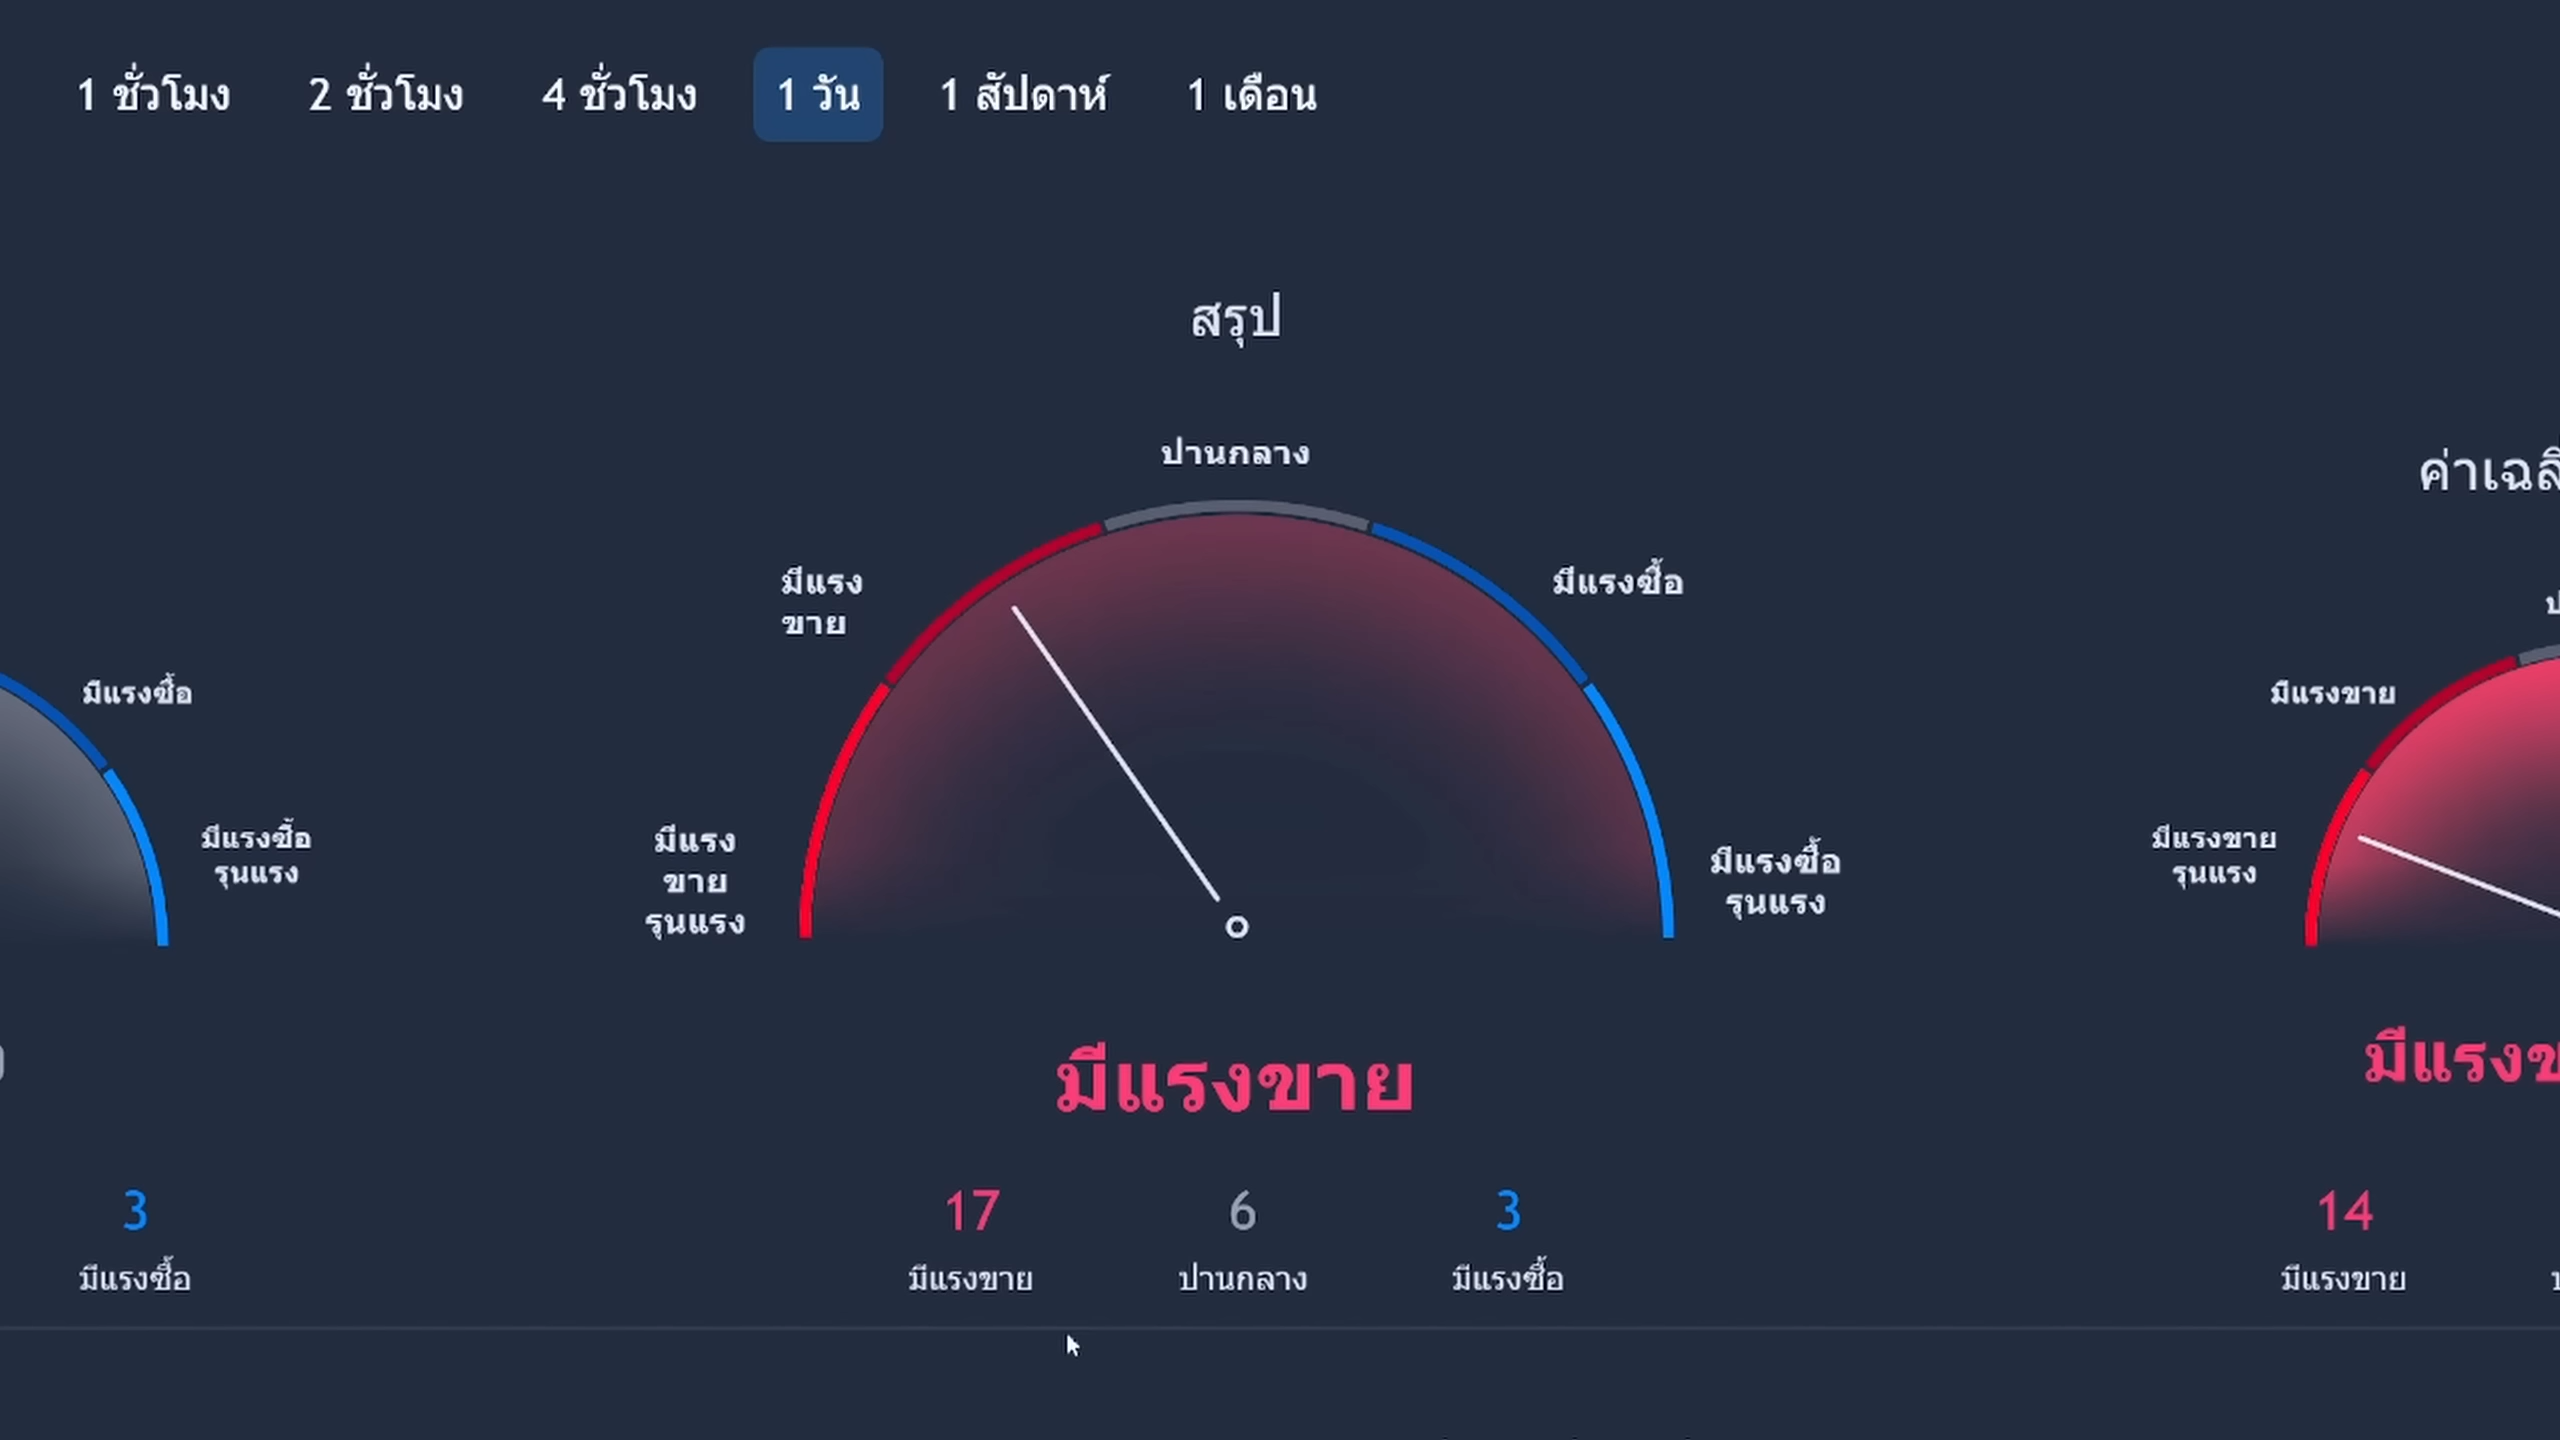 1 ชั่วโมง
2 ชั่วโมง
4 ชั่วโมง
1 วัน
1 สัปดาห์
1 เดือน
มีแรงซื้อ
มีแรงซื้อ
รุนแรง
3
มีแรงซื้อ
สรุป
ปานกลาง
มีแรง
ขาย
มีแรงซื้อ
มีแรง
ขาย
รุนแรง
มีแรงซื้อ
รุนแรง
มีแรงขาย
17
6
3
มีแรงขาย
ปานกลาง
มีแรงซื้อ
มีแรงขาย
มีแรงขาย
รุนแรง
14
มีแรงขาย